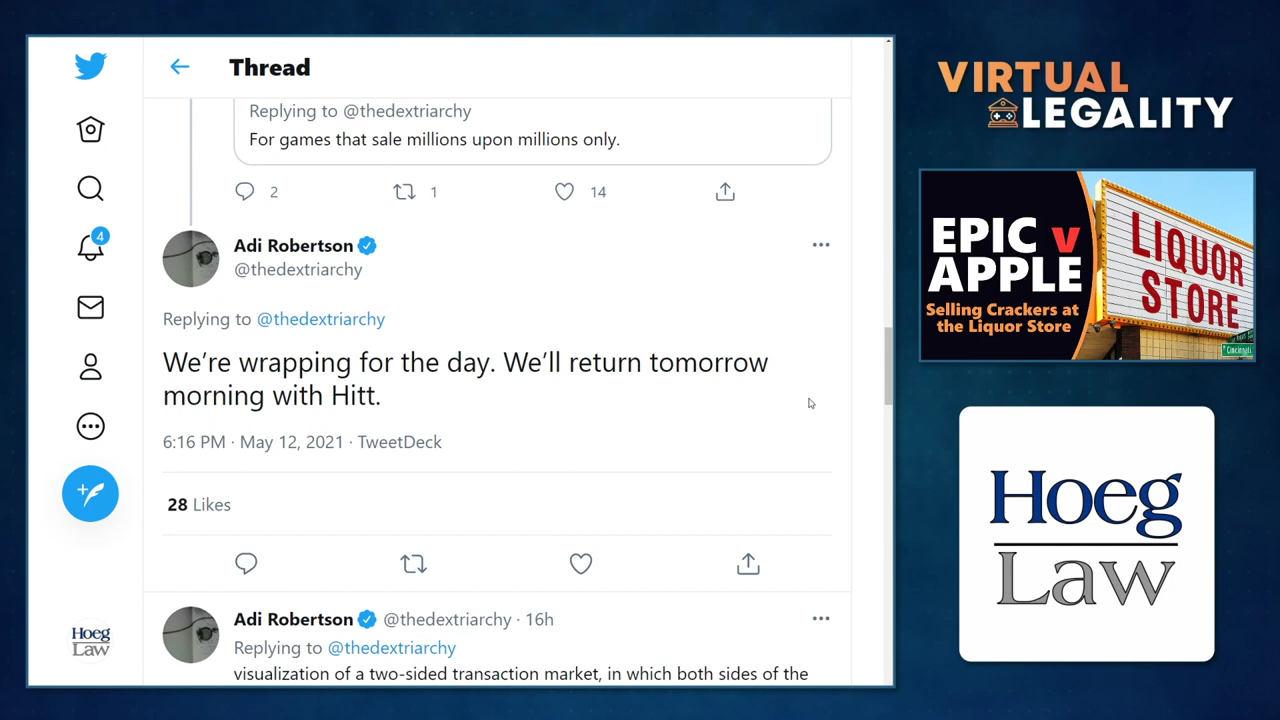 Thread
Replying to @thedextriarchy
For games that sale millions upon millions only.
2
1
14
4
Adi Robertson
@thedextriarchy
Replying to @thedextriarchy
We're wrapping for the day. We'll return tomorrow
morning with Hitt.
6:16 PM · May 12, 2021 · TweetDeck
28 Likes
Adi Robertson @thedextriarchy · 16h
Replying to @thedextriarchy
visualization of a two-sided transaction market, in which both sides of the
Hoeg
Law
VIRTUAL
LEGALITY
EPIC v
APPLE
Selling Crackers at
the Liquor Store
LIQUOR
STORE
Cincinnati
Hoeg
Law